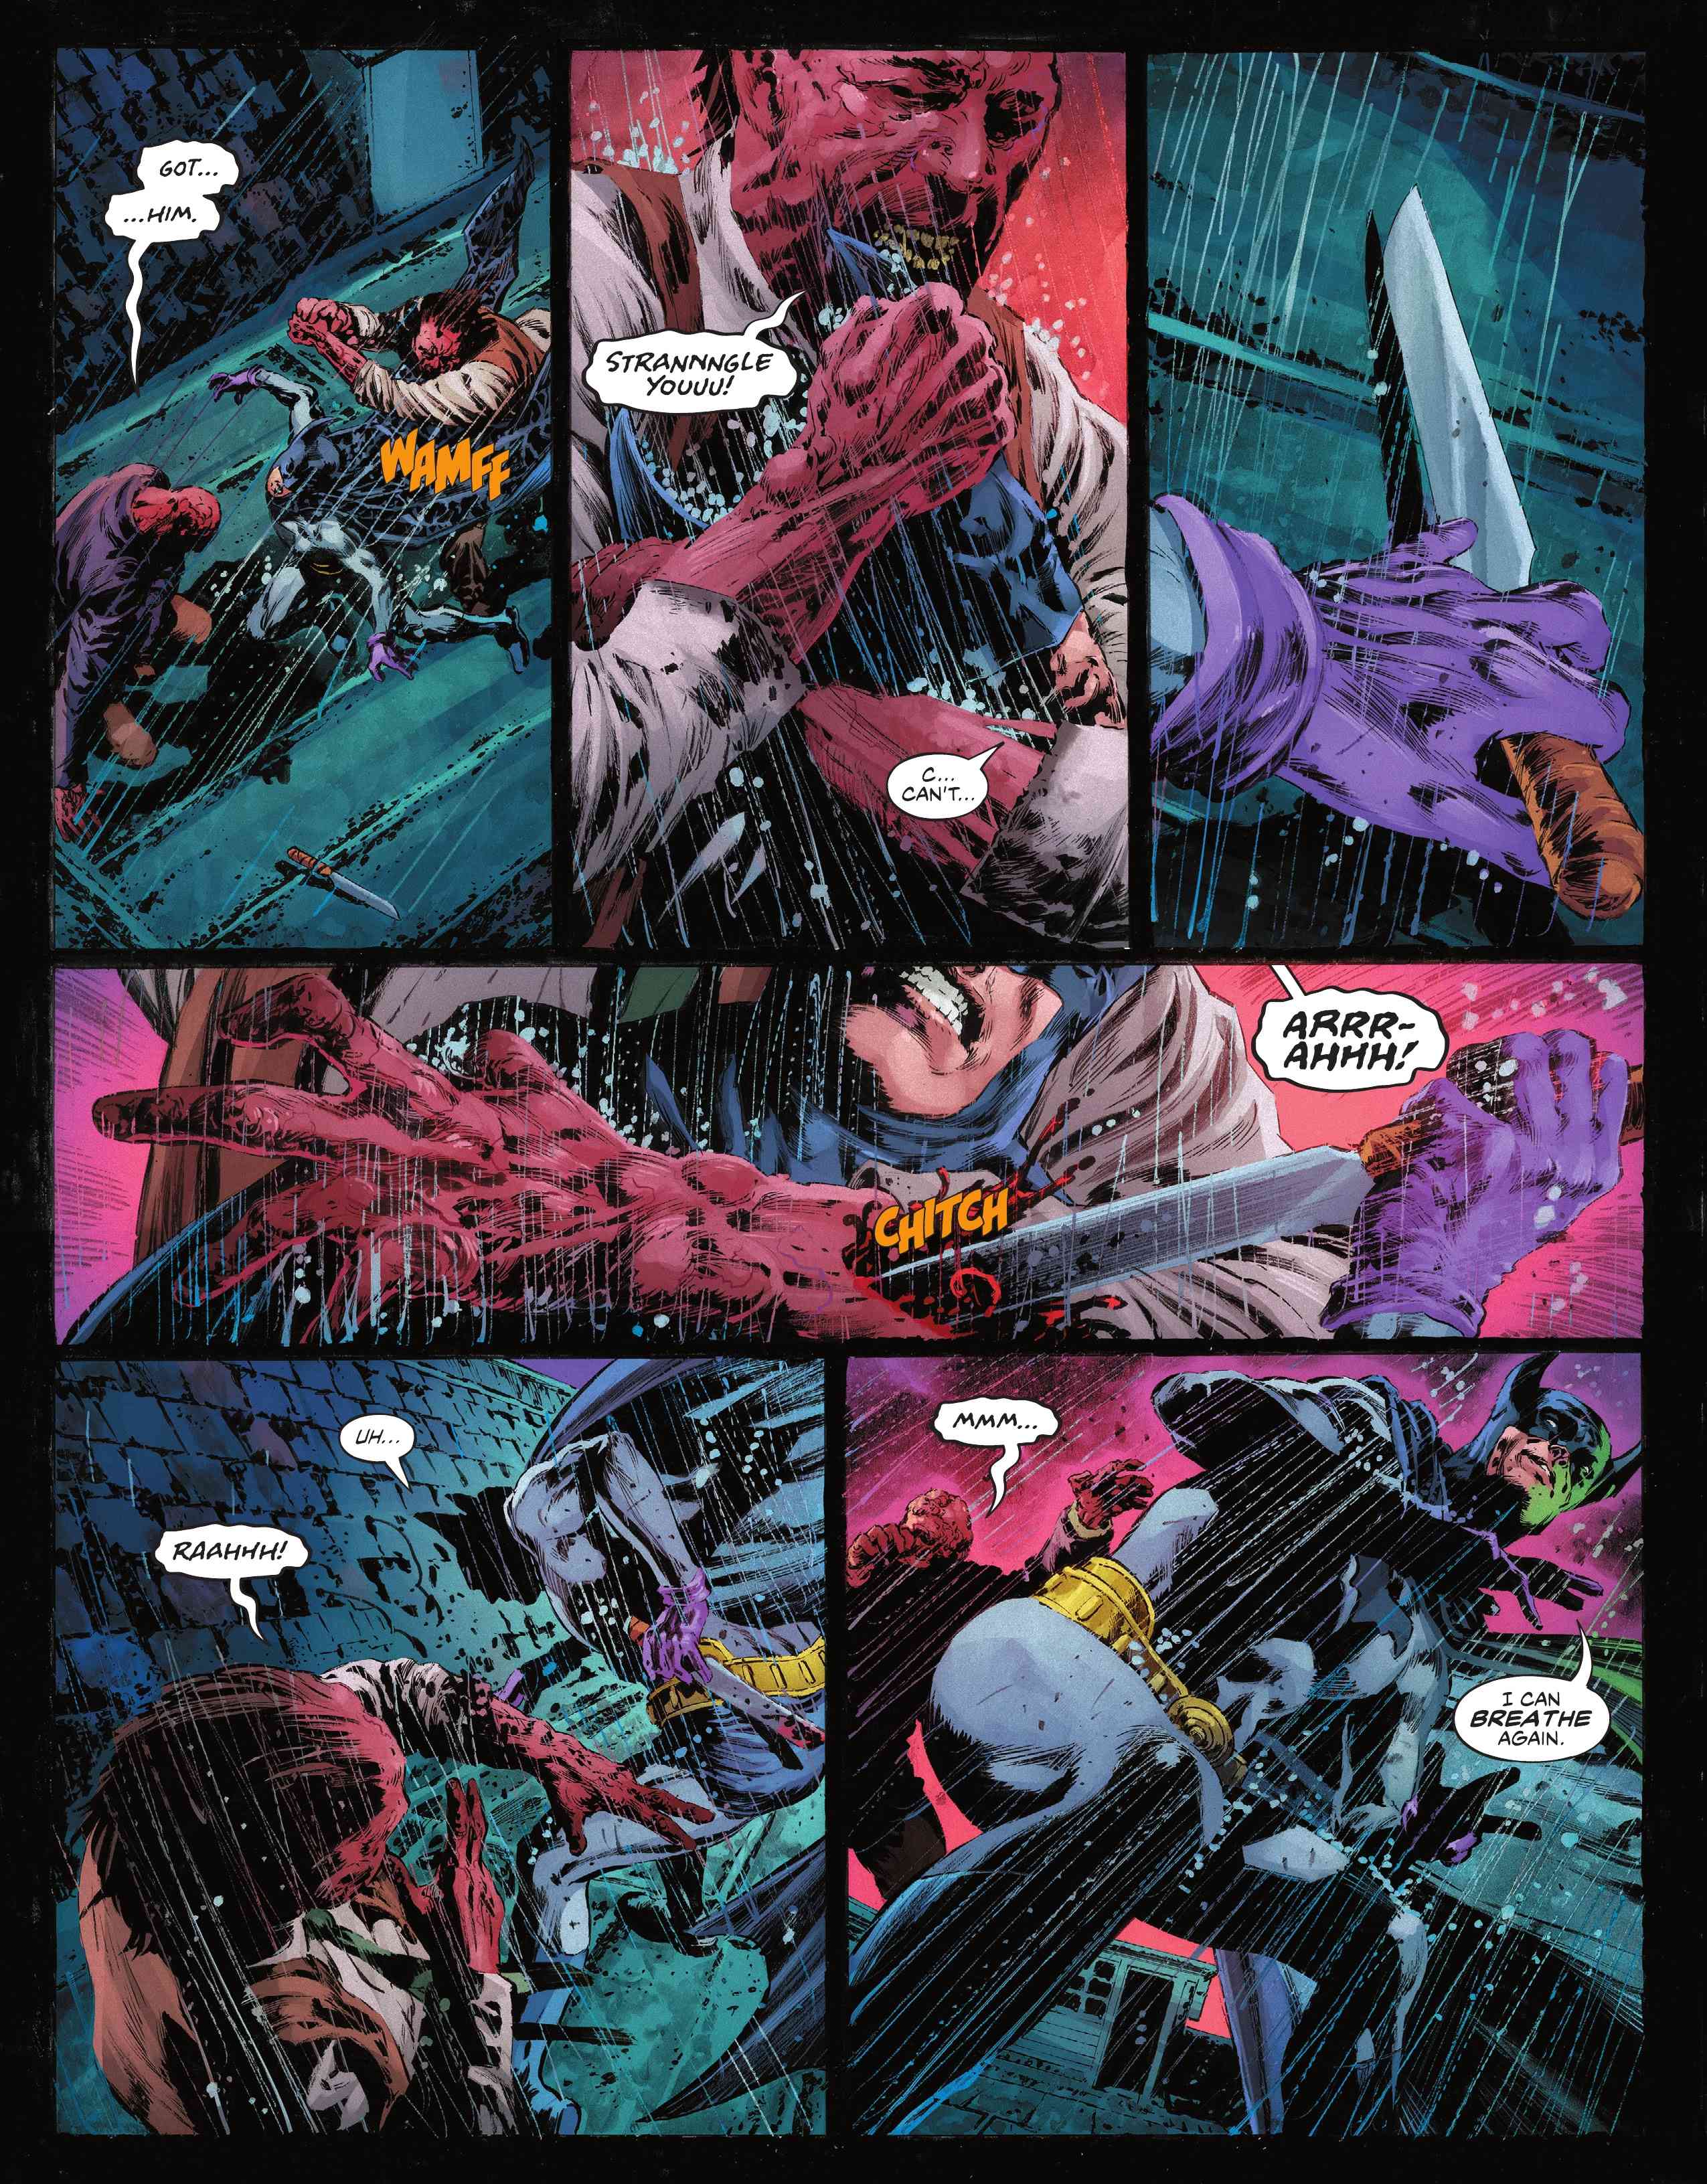 GOT...
...HIM.
WAMFF
STRANNNGLE
YOUUU!
C...
CAN'T...
ARRR-
AHHH!
CHITCH
UH...
RAAHHH!
MMM...
I CAN
BREATHE
AGAIN.